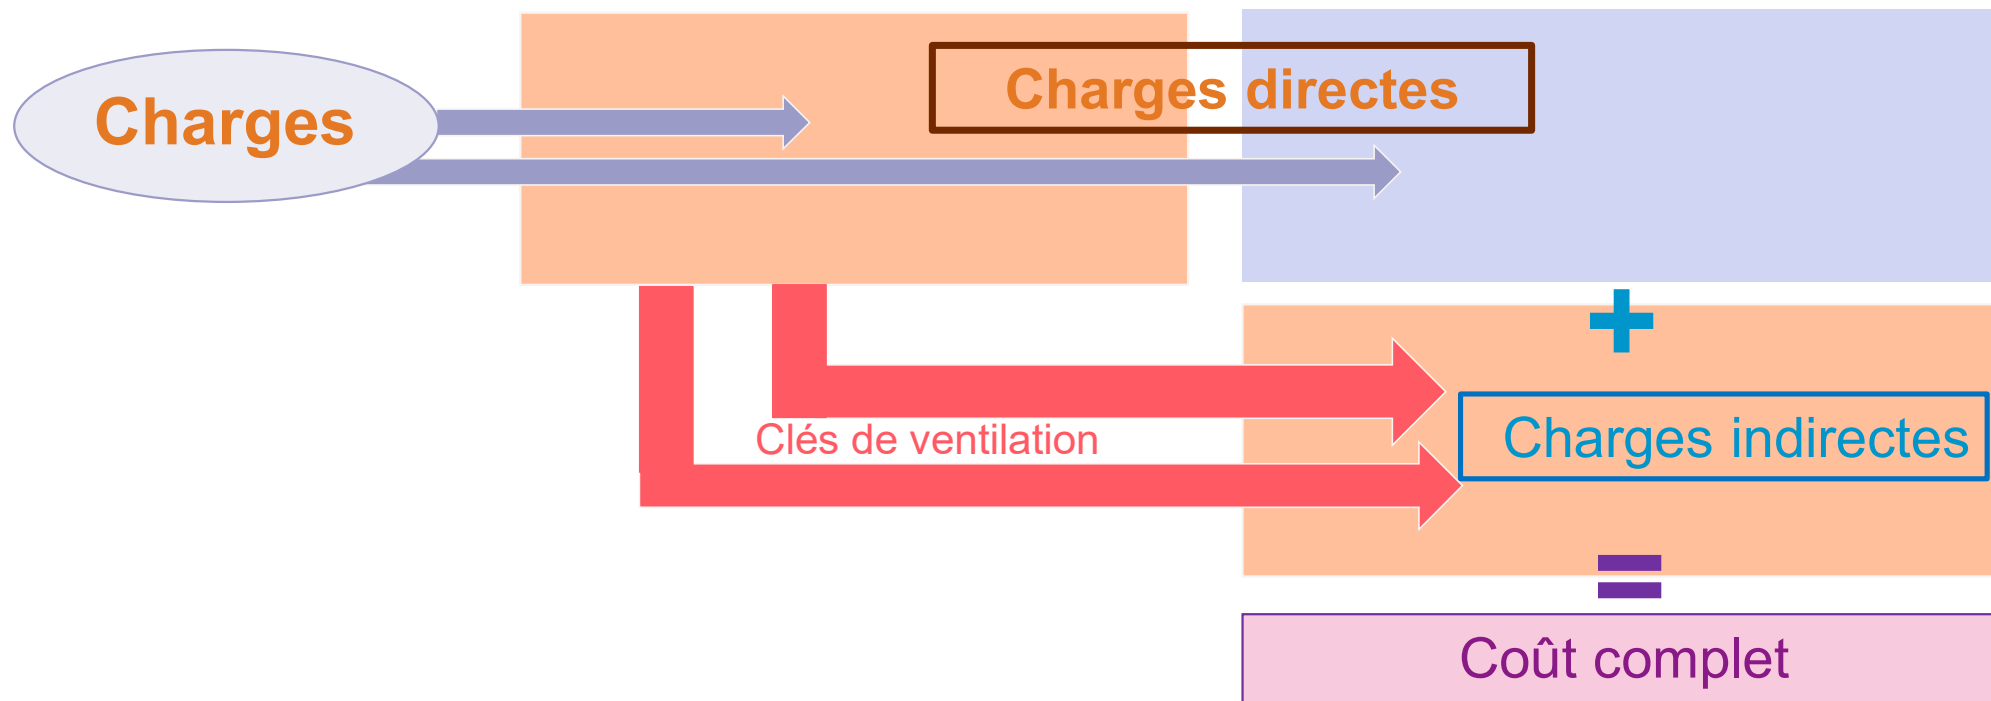 Charges
Charges directes
+
Clés de ventilation
Charges indirectes
=
Coût complet